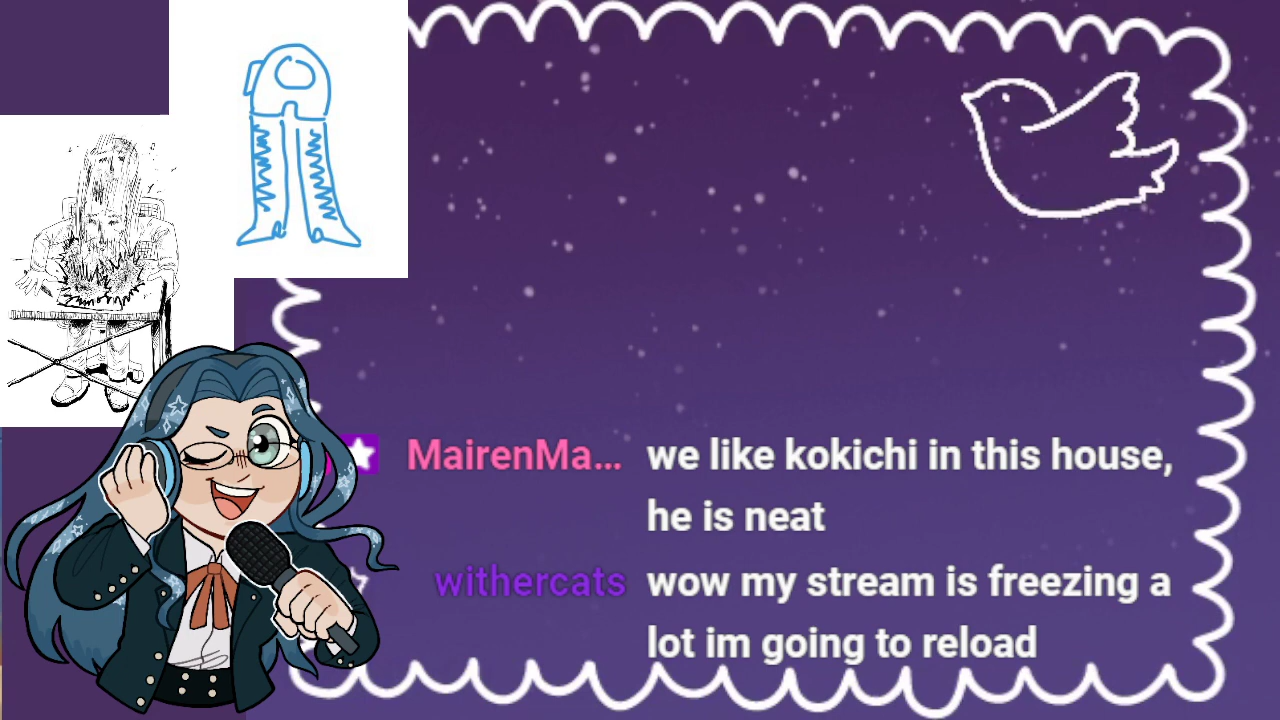 MairenMa... we like kokichi in this house,
he is neat
withercats wow my stream is freezing a
lot im going to reload